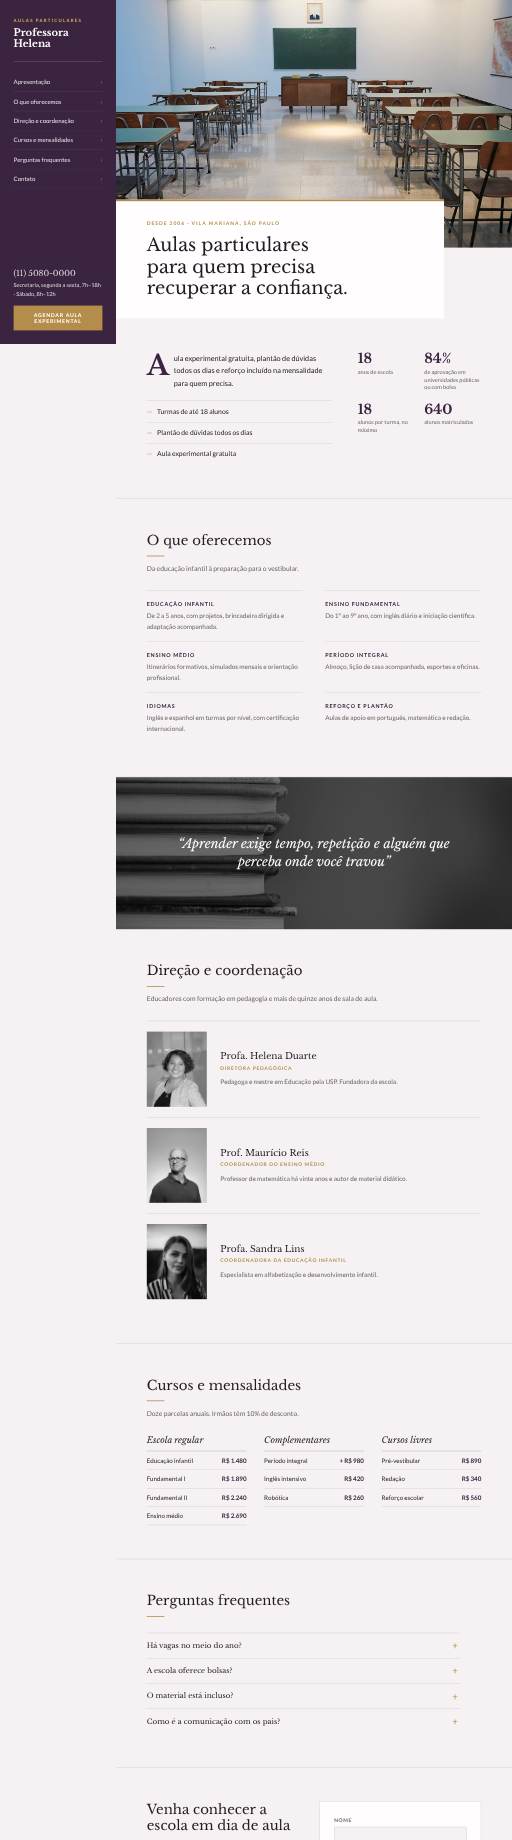 AULAS PARTICULARES
Professora
Helena
Apresentação
O que oferecemos
Direção e coordenação
Cursos e mensalidades
Perguntas frequentes
Contato
(11) 5080-0000
Secretaria, segunda a sexta, 7h–18h
· Sábado, 8h–12h
AGENDAR AULA
EXPERIMENTAL
DESDE 2006 · VILA MARIANA, SÃO PAULO
Aulas particulares
para quem precisa
recuperar a confiança.
Aula experimental gratuita, plantão de dúvidas
todos os dias e reforço incluído na mensalidade
para quem precisa.
— Turmas de até 18 alunos
— Plantão de dúvidas todos os dias
— Aula experimental gratuita
18
anos de escola
84%
de aprovação em
universidades públicas
ou com bolsa
18
alunos por turma, no
máximo
640
alunos matriculados
O que oferecemos
Da educação infantil à preparação para o vestibular.
EDUCAÇÃO INFANTIL
De 2 a 5 anos, com projetos, brincadeira dirigida e
adaptação acompanhada.
ENSINO FUNDAMENTAL
Do 1º ao 9º ano, com inglês diário e iniciação científica.
ENSINO MÉDIO
Itinerários formativos, simulados mensais e orientação
profissional.
PERÍODO INTEGRAL
Almoço, lição de casa acompanhada, esportes e oficinas.
IDIOMAS
Inglês e espanhol em turmas por nível, com certificação
internacional.
REFORÇO E PLANTÃO
Aulas de apoio em português, matemática e redação.
“Aprender exige tempo, repetição e alguém que
perceba onde você travou”
Direção e coordenação
Educadores com formação em pedagogia e mais de quinze anos de sala de aula.
Profa. Helena Duarte
DIRETORA PEDAGÓGICA
Pedagoga e mestre em Educação pela USP. Fundadora da escola.
Prof. Maurício Reis
COORDENADOR DO ENSINO MÉDIO
Professor de matemática há vinte anos e autor de material didático.
Profa. Sandra Lins
COORDENADORA DA EDUCAÇÃO INFANTIL
Especialista em alfabetização e desenvolvimento infantil.
Cursos e mensalidades
Doze parcelas anuais. Irmãos têm 10% de desconto.
Escola regular
Educação infantil R$ 1.480
Fundamental I R$ 1.890
Fundamental II R$ 2.240
Ensino médio R$ 2.690
Complementares
Período integral + R$ 980
Inglês intensivo R$ 420
Robótica R$ 260
Cursos livres
Pré-vestibular R$ 890
Redação R$ 340
Reforço escolar R$ 560
Perguntas frequentes
Há vagas no meio do ano? +
A escola oferece bolsas? +
O material está incluso? +
Como é a comunicação com os pais? +
Venha conhecer a
escola em dia de aula
NOME